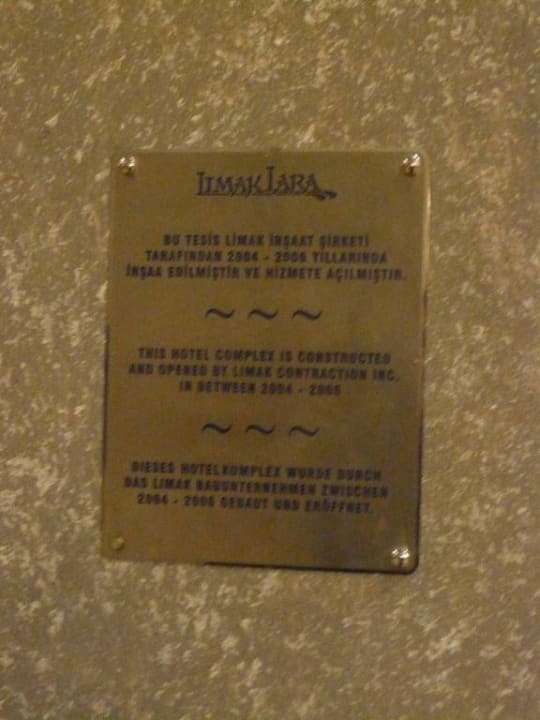 LIMAK LARA
BU TESİS LİMAK İNŞAAT ŞİRKETİ
TARAFINDAN 2004 - 2006 YILLARINDA
İNŞAA EDİLMİŞTİR VE HİZMETE AÇILMIŞTIR.
~ ~ ~
THIS HOTEL COMPLEX IS CONSTRUCTED
AND OPENED BY LIMAK CONTRACTION INC.
IN BETWEEN 2004 - 2006
~ ~ ~
DIESES HOTELKOMPLEX WURDE DURCH
DAS LIMAK BAUUNTERNEHMEN ZWISCHEN
2004 - 2006 GEBAUT UND ERÖFFNET.